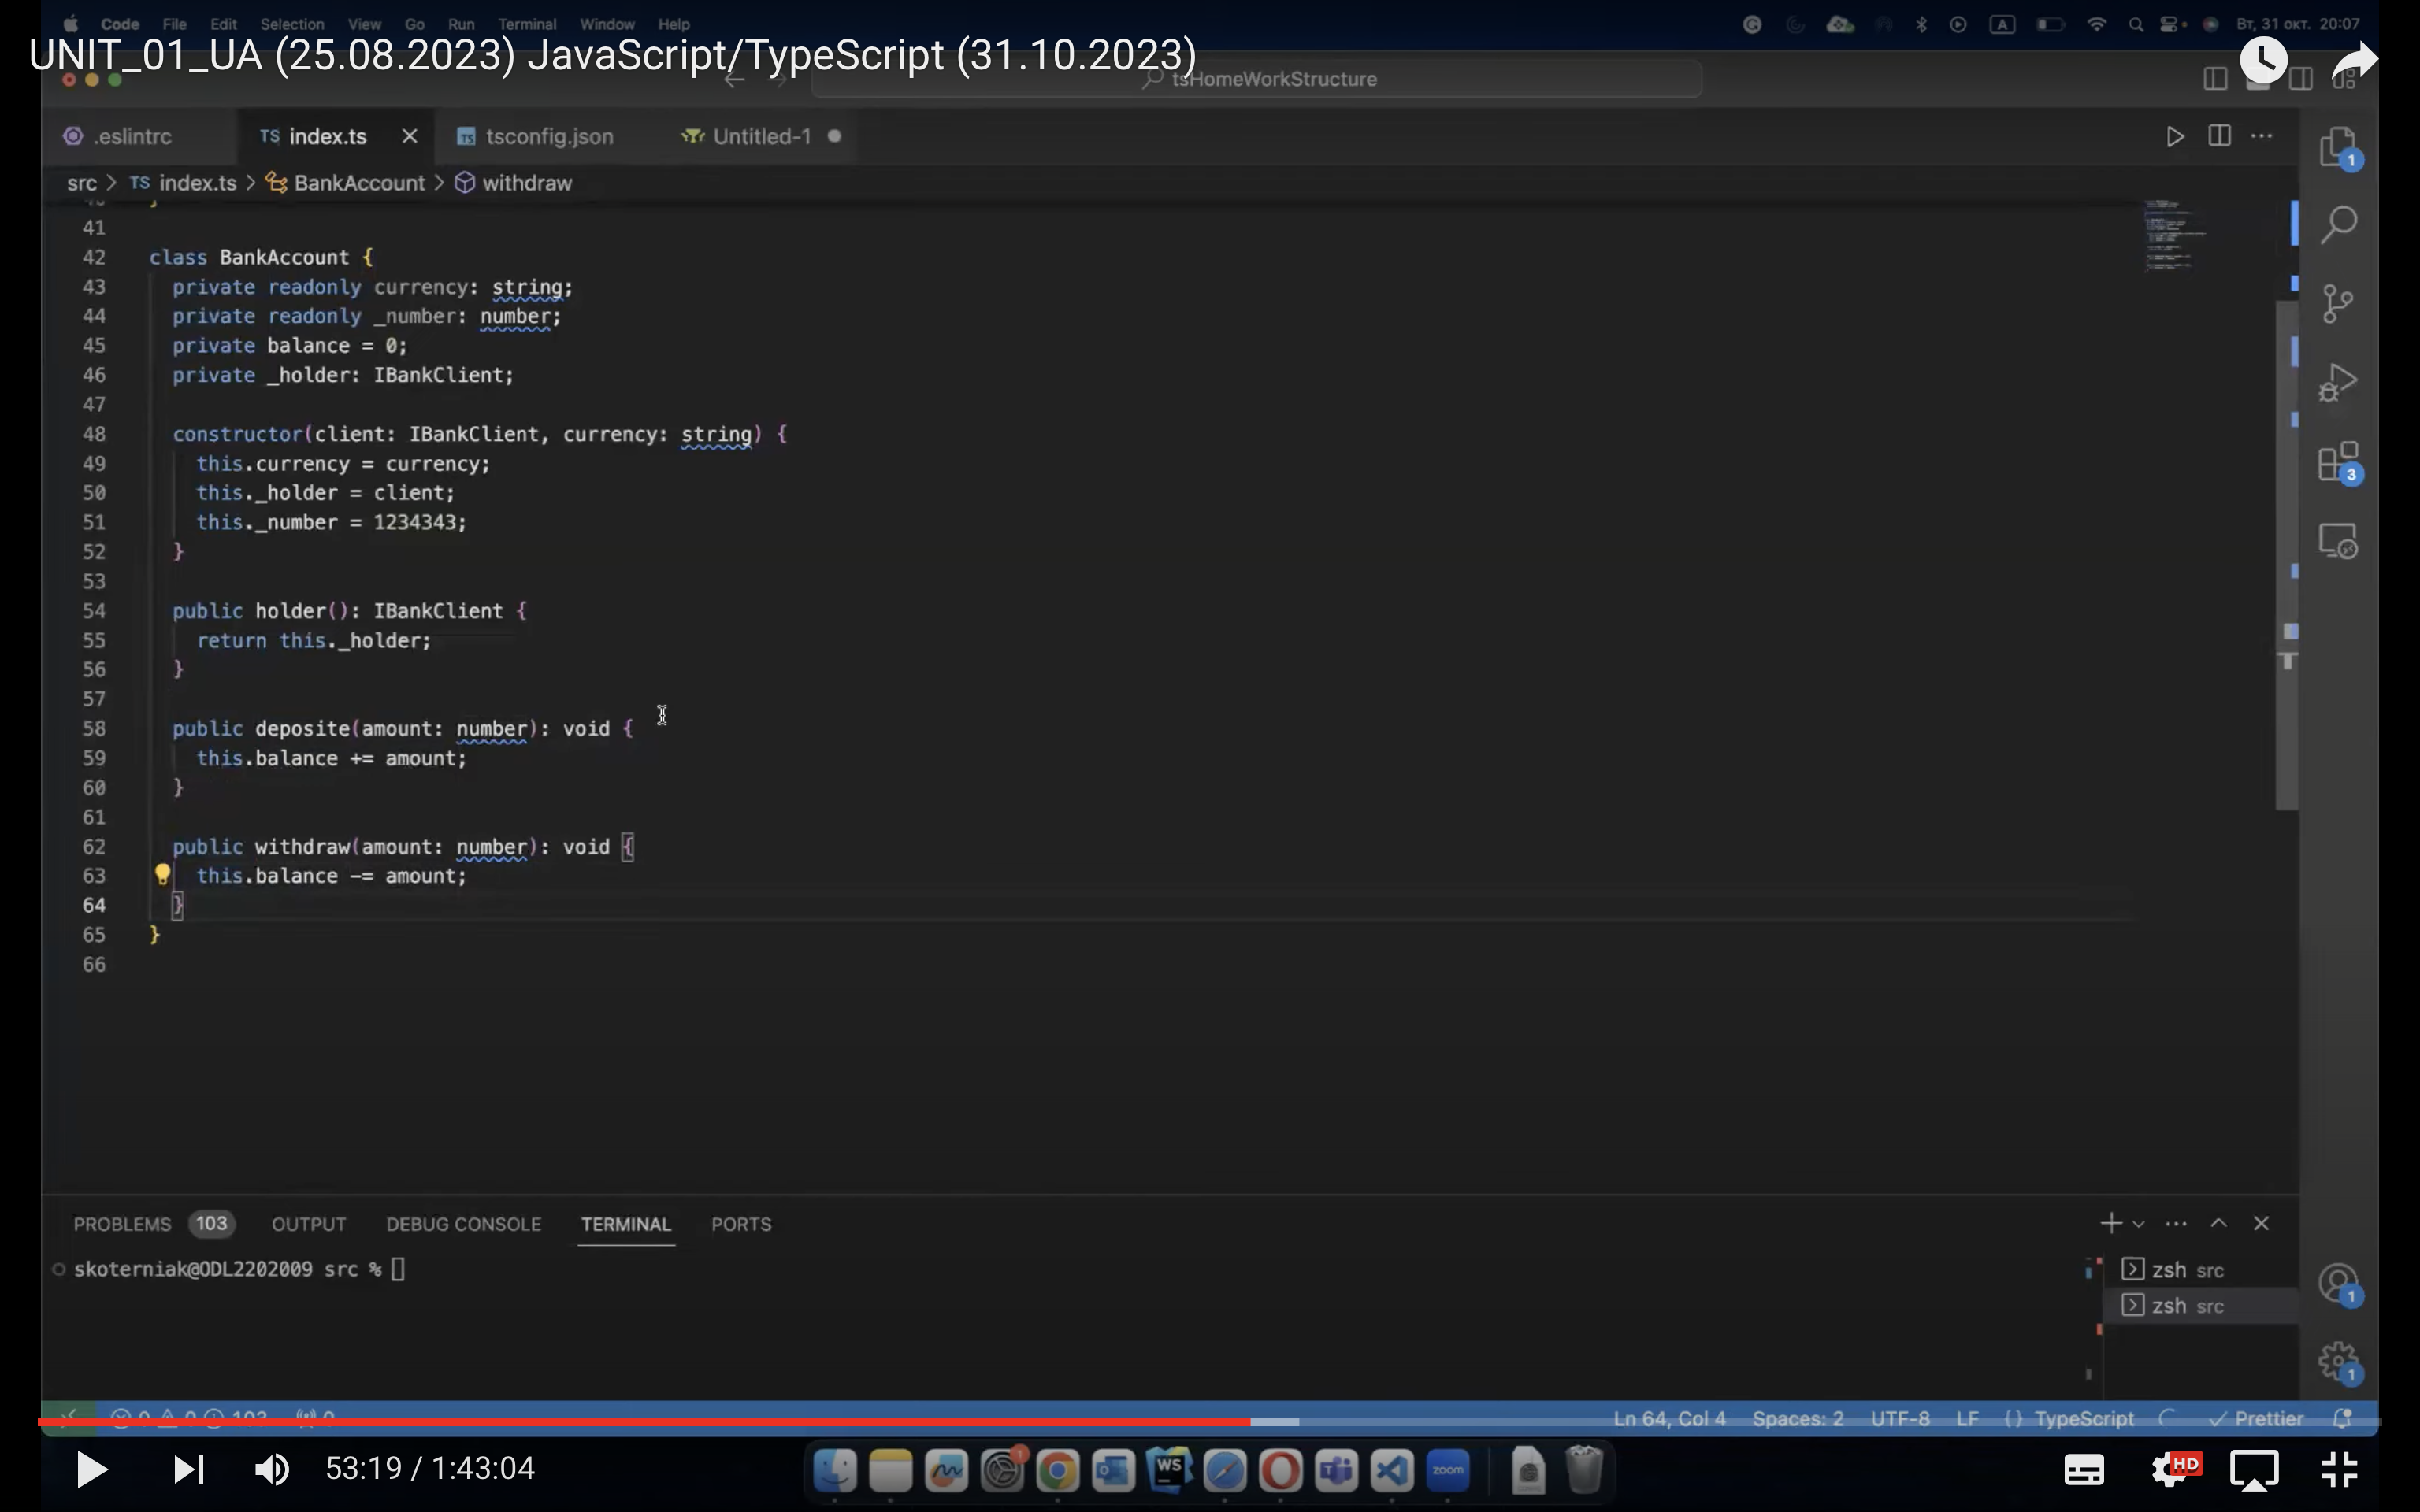 Code File Edit Selection View Go Run Terminal Window Help A Вт, 31 окт. 20:07
UNIT_01_UA (25.08.2023) JavaScript/TypeScript (31.10.2023)
tsHomeWorkStructure
.eslintrc TS index.ts tsconfig.json Untitled-1
src > TS index.ts > BankAccount > withdraw
41
42 class BankAccount {
43 private readonly currency: string;
44 private readonly _number: number;
45 private balance = 0;
46 private _holder: IBankClient;
47
48 constructor(client: IBankClient, currency: string) {
49 this.currency = currency;
50 this._holder = client;
51 this._number = 1234343;
52 }
53
54 public holder(): IBankClient {
55 return this._holder;
56 }
57
58 public deposite(amount: number): void {
59 this.balance += amount;
60 }
61
62 public withdraw(amount: number): void {
63 this.balance -= amount;
64 }
65 }
66
1
3
1
1
PROBLEMS 103 OUTPUT DEBUG CONSOLE TERMINAL PORTS
skoterniak@ODL2202009 src %
zsh src
zsh src
Ln 64, Col 4 Spaces: 2 UTF-8 LF {} TypeScript Prettier
53:19 / 1:43:04
1
WS
zoom
HD